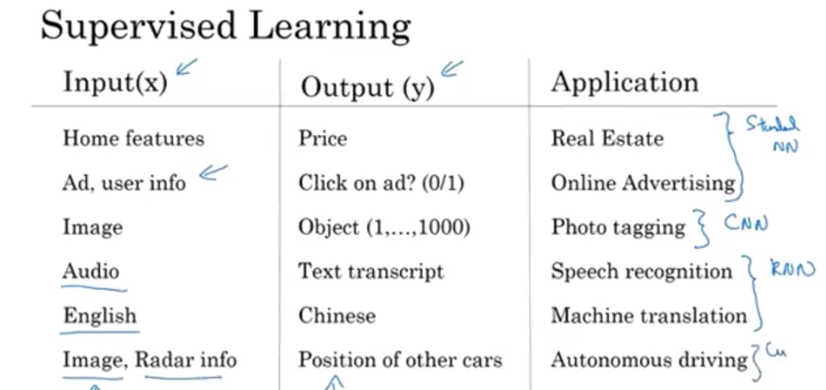 Supervised Learning
Input(x) Output (y) Application
Home features Price Real Estate
Standard NN
Ad, user info Click on ad? (0/1) Online Advertising
Image Object (1,...,1000) Photo tagging CNN
Audio Text transcript Speech recognition RNN
English Chinese Machine translation
Image, Radar info Position of other cars Autonomous driving